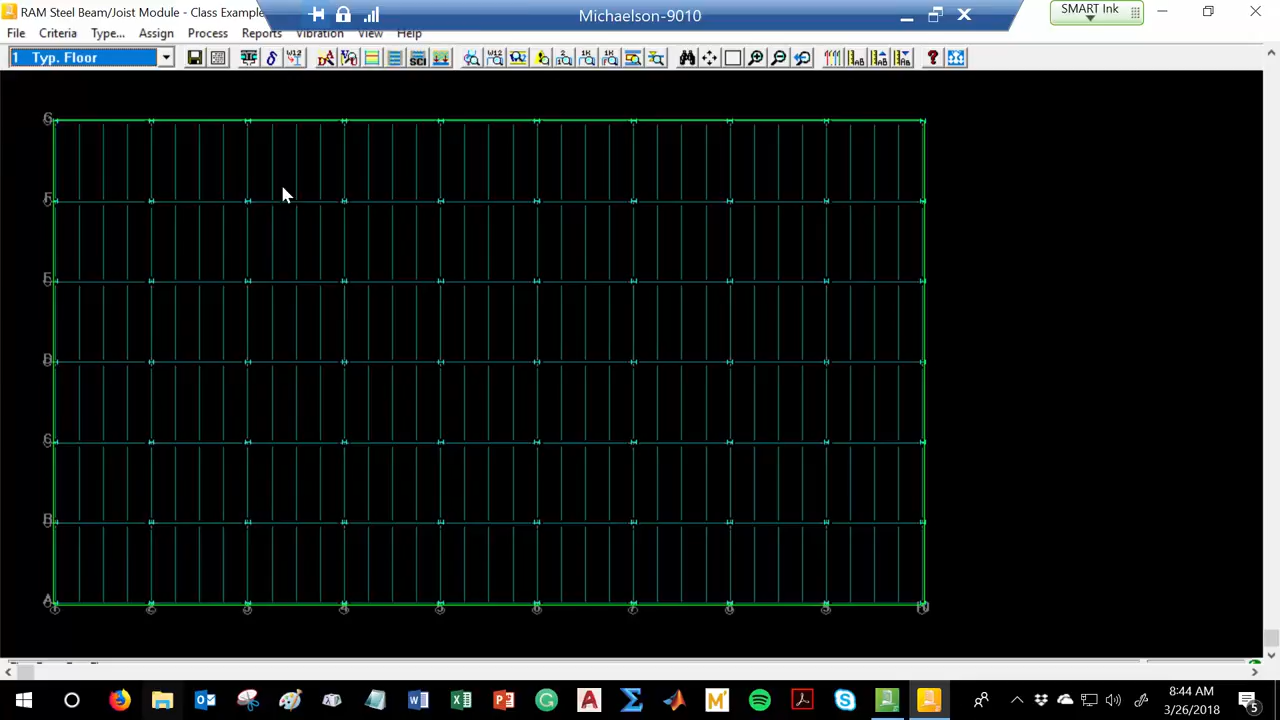 RAM Steel Beam/Joist Module - Class Example
Michaelson-9010
SMART Ink
File Criteria Type... Assign Process Reports Vibration View Help
1 Typ. Floor
G
F
D
B
A
8:44 AM
3/26/2018
5